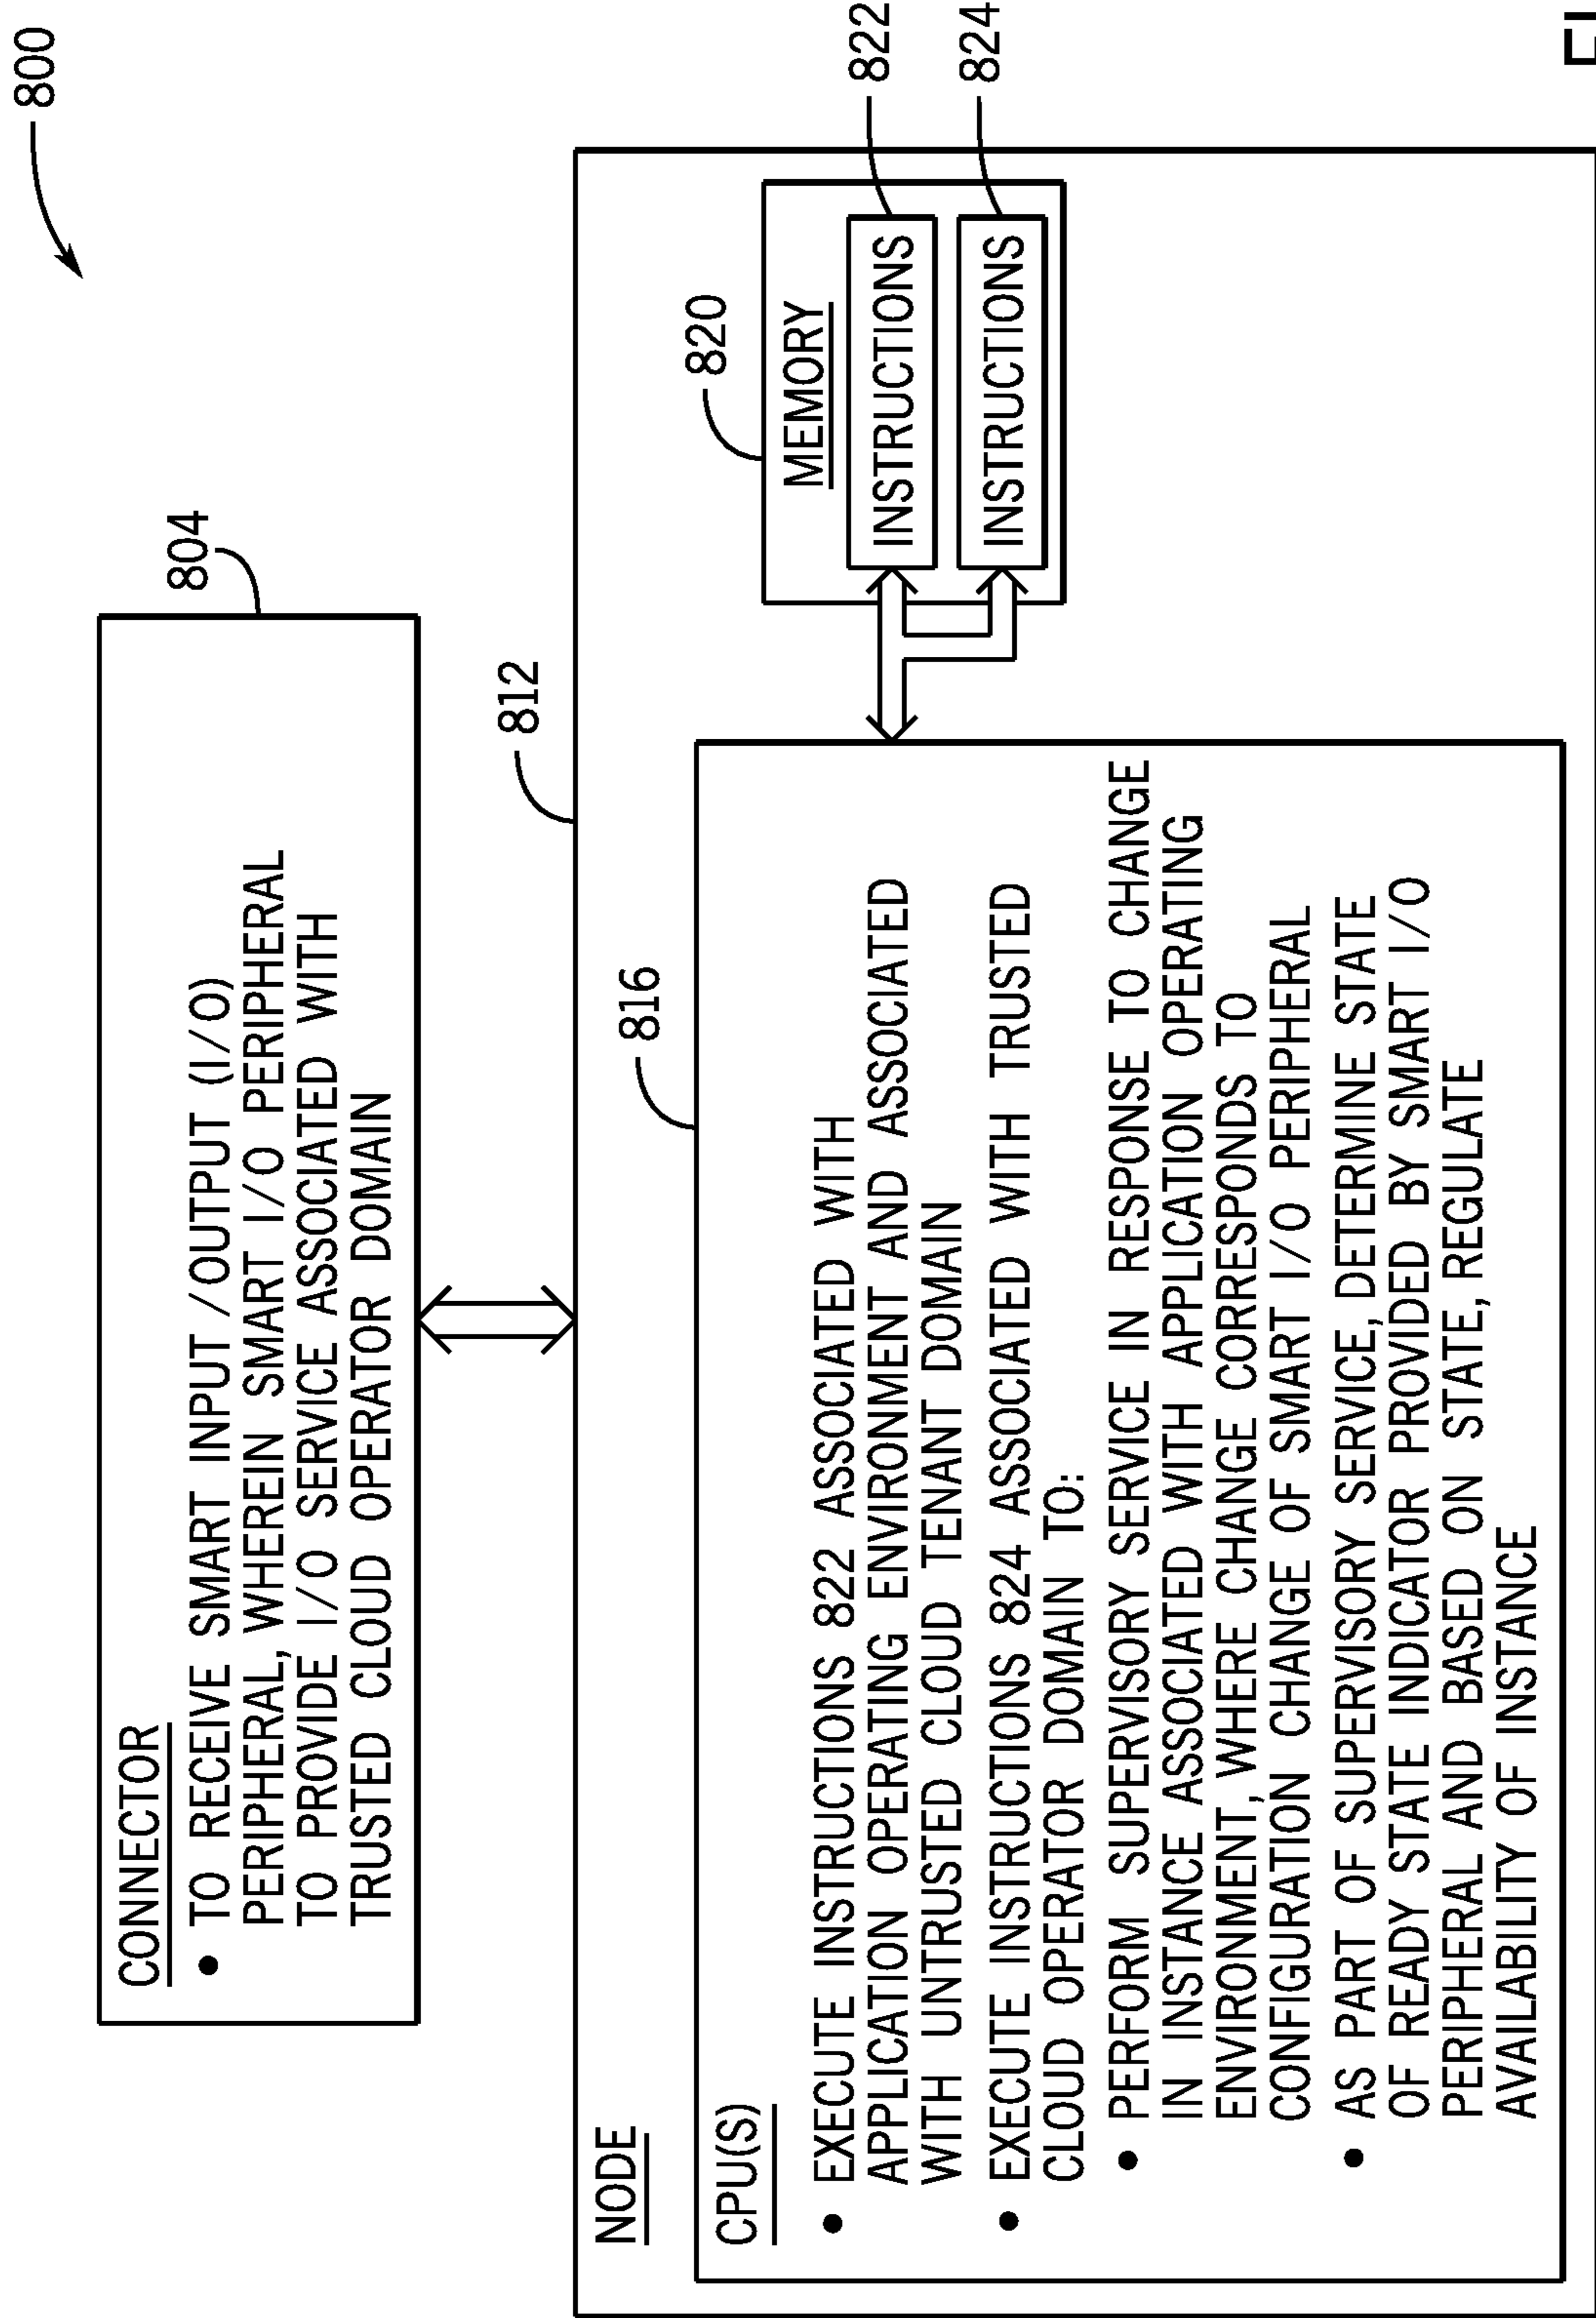 800
CONNECTOR
• TO RECEIVE SMART INPUT /OUTPUT (I/O)
PERIPHERAL, WHEREIN SMART I/O PERIPHERAL
TO PROVIDE I/O SERVICE ASSOCIATED WITH
TRUSTED CLOUD OPERATOR DOMAIN
804
812
NODE
816
CPU(S)
• EXECUTE INSTRUCTIONS 822 ASSOCIATED WITH
APPLICATION OPERATING ENVIRONMENT AND ASSOCIATED
WITH UNTRUSTED CLOUD TENANT DOMAIN
• EXECUTE INSTRUCTIONS 824 ASSOCIATED WITH TRUSTED
CLOUD OPERATOR DOMAIN TO:
• PERFORM SUPERVISORY SERVICE IN RESPONSE TO CHANGE
IN INSTANCE ASSOCIATED WITH APPLICATION OPERATING
ENVIRONMENT, WHERE CHANGE CORRESPONDS TO
CONFIGURATION CHANGE OF SMART I/O PERIPHERAL
• AS PART OF SUPERVISORY SERVICE, DETERMINE STATE
OF READY STATE INDICATOR PROVIDED BY SMART I/O
PERIPHERAL AND BASED ON STATE, REGULATE
AVAILABILITY OF INSTANCE
820
MEMORY
INSTRUCTIONS
822
INSTRUCTIONS
824